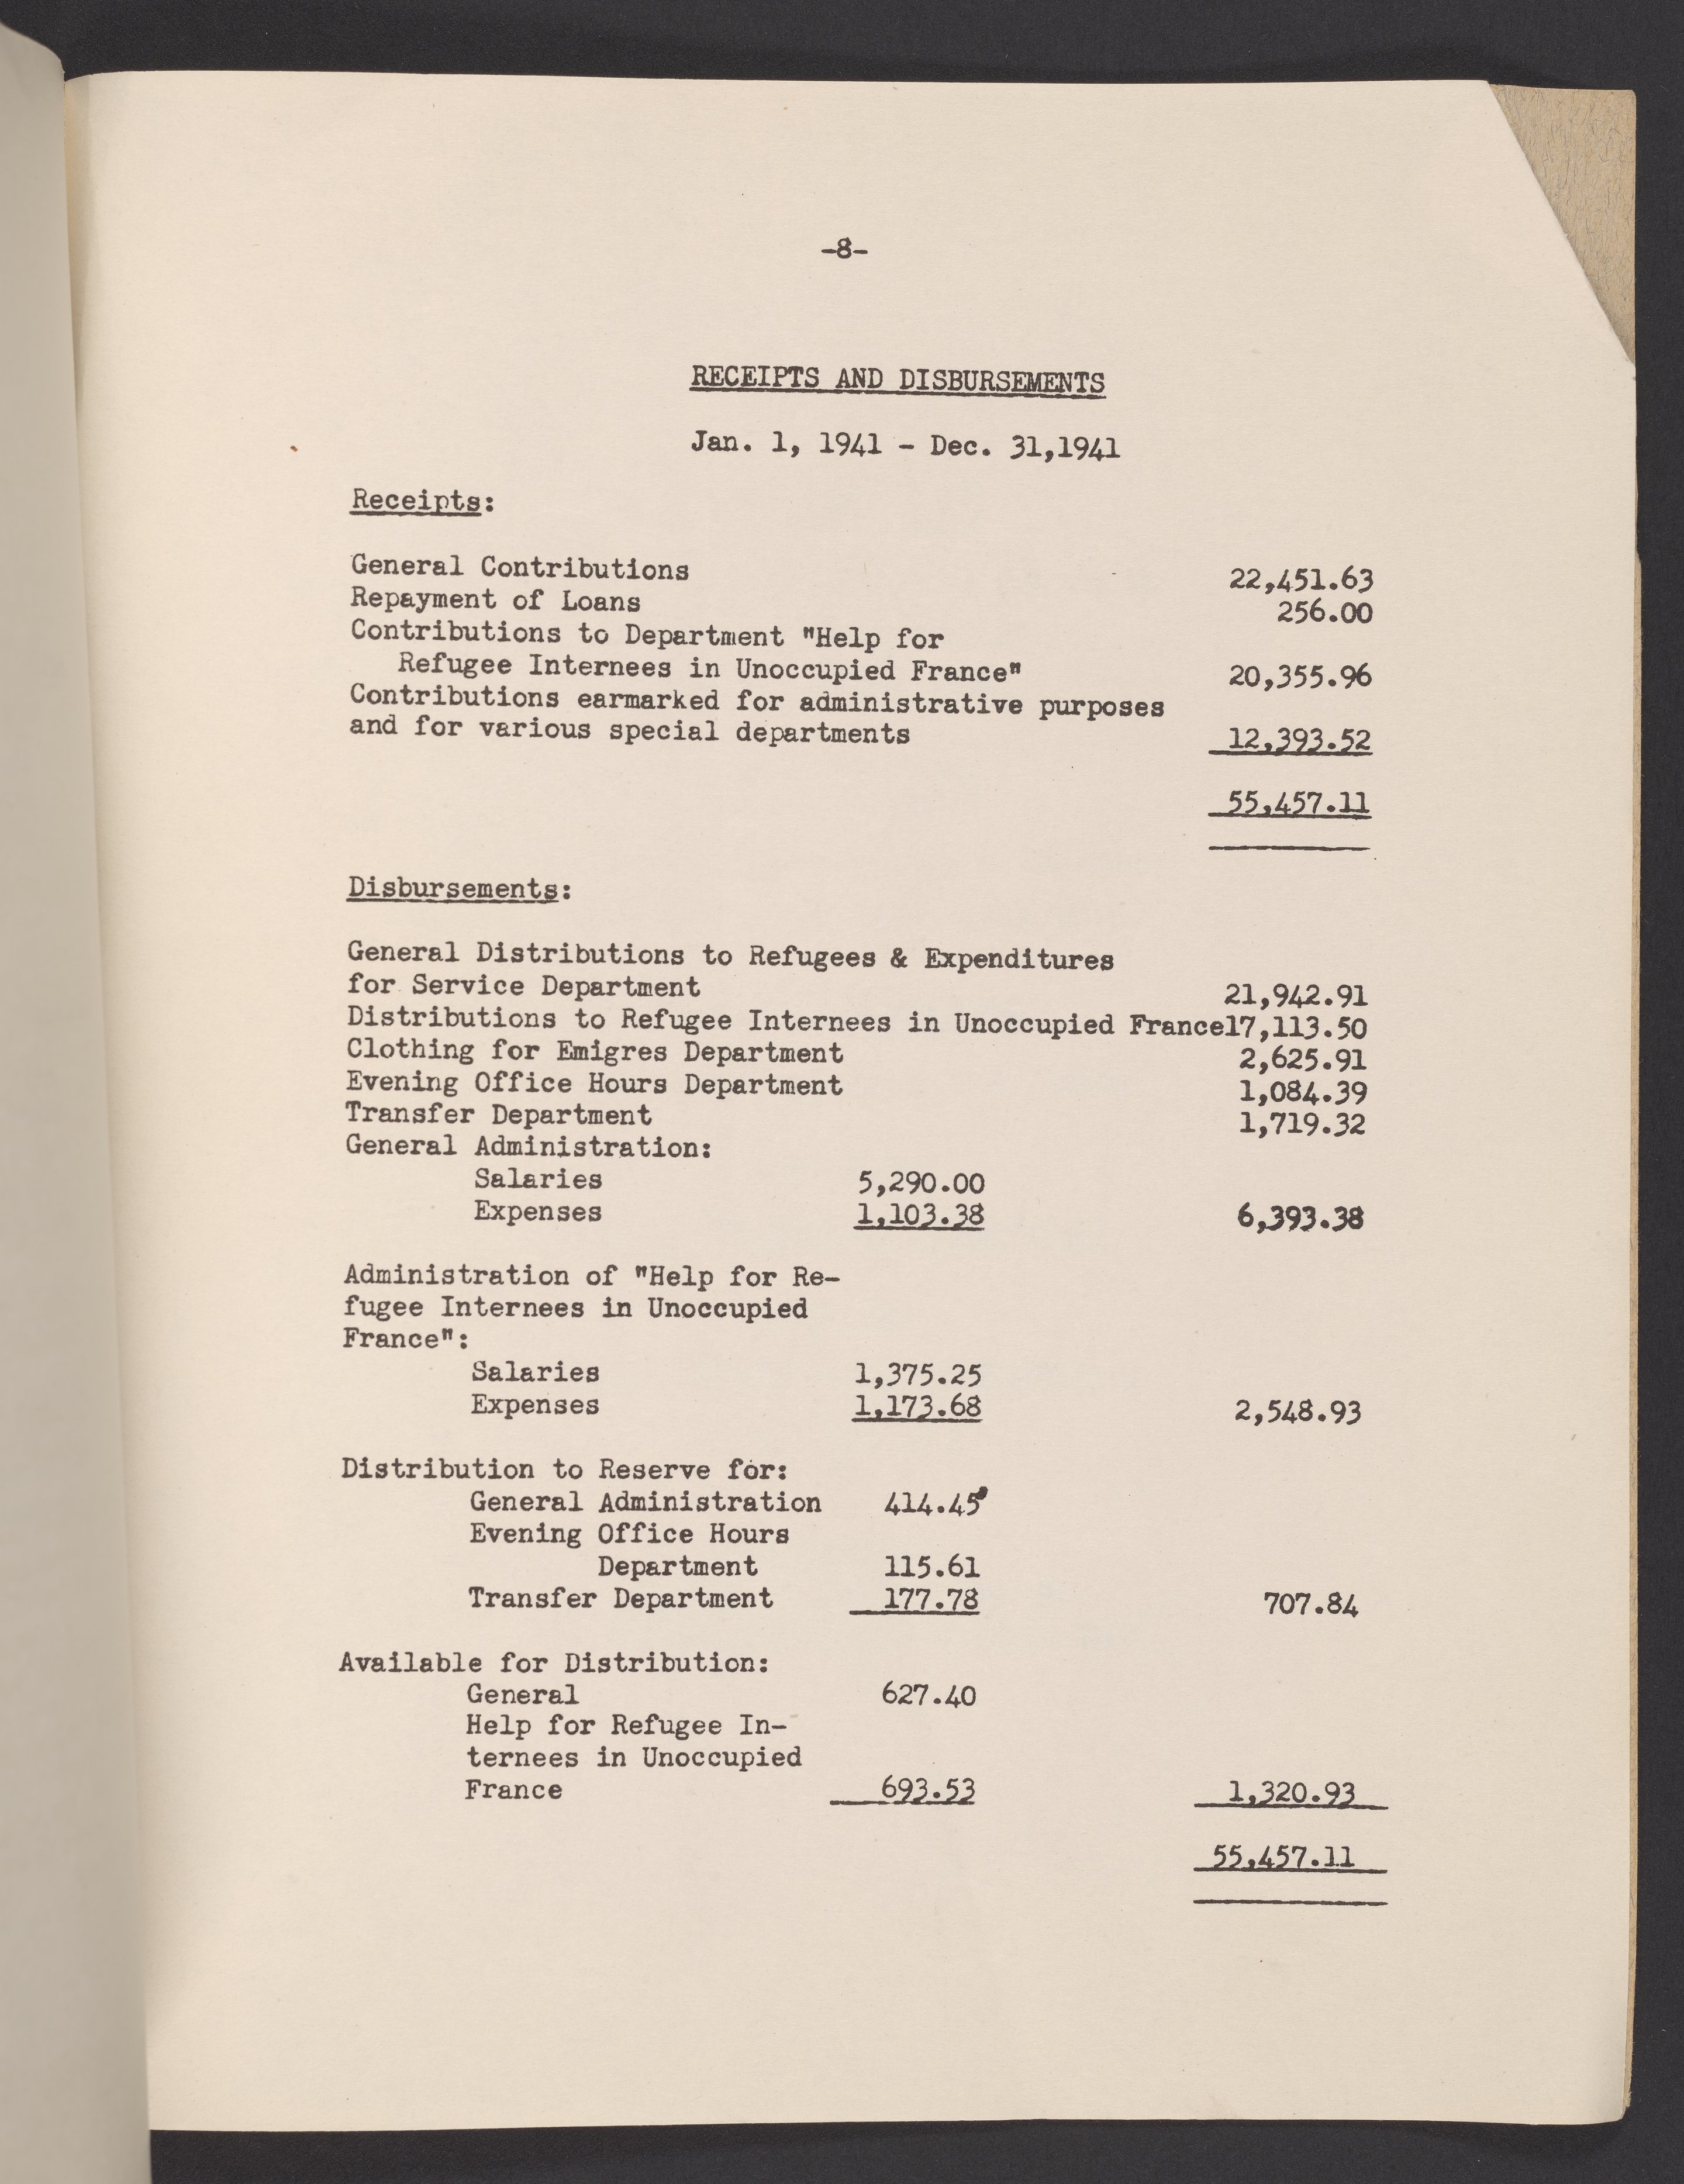 -8-
RECEIPTS AND DISBURSEMENTS
Jan. 1, 1941 - Dec. 31,1941
Receipts:
General Contributions 22,451.63
Repayment of Loans 256.00
Contributions to Department "Help for
Refugee Internees in Unoccupied France" 20,355.96
Contributions earmarked for administrative purposes
and for various special departments 12,393.52
55,457.11
Disbursements:
General Distributions to Refugees & Expenditures
for Service Department 21,942.91
Distributions to Refugee Internees in Unoccupied France17,113.50
Clothing for Emigres Department 2,625.91
Evening Office Hours Department 1,084.39
Transfer Department 1,719.32
General Administration:
Salaries 5,290.00
Expenses 1,103.38 6,393.38
Administration of "Help for Re-
fugee Internees in Unoccupied
France":
Salaries 1,375.25
Expenses 1,173.68 2,548.93
Distribution to Reserve for:
General Administration 414.45
Evening Office Hours
Department 115.61
Transfer Department 177.78 707.84
Available for Distribution:
General 627.40
Help for Refugee In-
ternees in Unoccupied
France 693.53 1,320.93
55,457.11